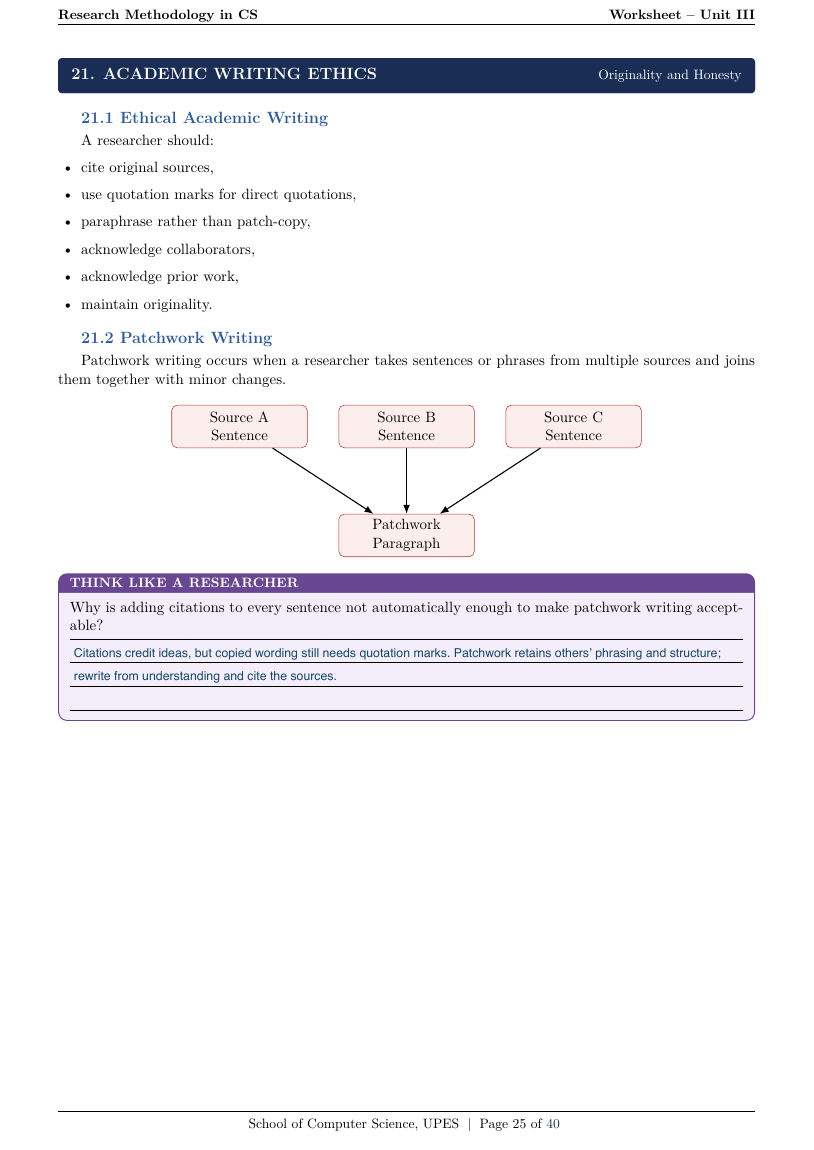 Research Methodology in CS Worksheet – Unit III
21. ACADEMIC WRITING ETHICS Originality and Honesty
21.1 Ethical Academic Writing
A researcher should:
• cite original sources,
• use quotation marks for direct quotations,
• paraphrase rather than patch-copy,
• acknowledge collaborators,
• acknowledge prior work,
• maintain originality.
21.2 Patchwork Writing
Patchwork writing occurs when a researcher takes sentences or phrases from multiple sources and joins
them together with minor changes.
Source A
Sentence
Source B
Sentence
Source C
Sentence
Patchwork
Paragraph
THINK LIKE A RESEARCHER
Why is adding citations to every sentence not automatically enough to make patchwork writing accept-
able?
Citations credit ideas, but copied wording still needs quotation marks. Patchwork retains others’ phrasing and structure;
rewrite from understanding and cite the sources.
School of Computer Science, UPES | Page 25 of 40